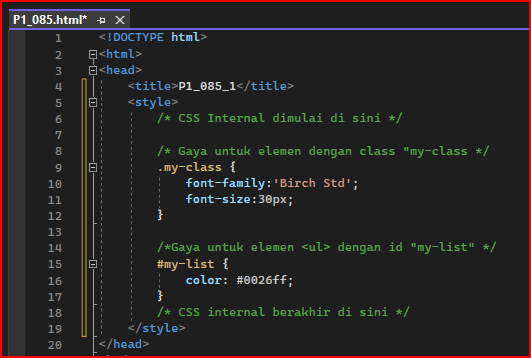 P1_085.html*
1 <!DOCTYPE html>
2 <html>
3 <head>
4 <title>P1_085_1</title>
5 <style>
6 /* CSS Internal dimulai di sini */
7
8 /* Gaya untuk elemen dengan class "my-class */
9 .my-class {
10 font-family:'Birch Std';
11 font-size:30px;
12 }
13
14 /*Gaya untuk elemen <ul> dengan id "my-list" */
15 #my-list {
16 color: #0026ff;
17 }
18 /* CSS internal berakhir di sini */
19 </style>
20 </head>